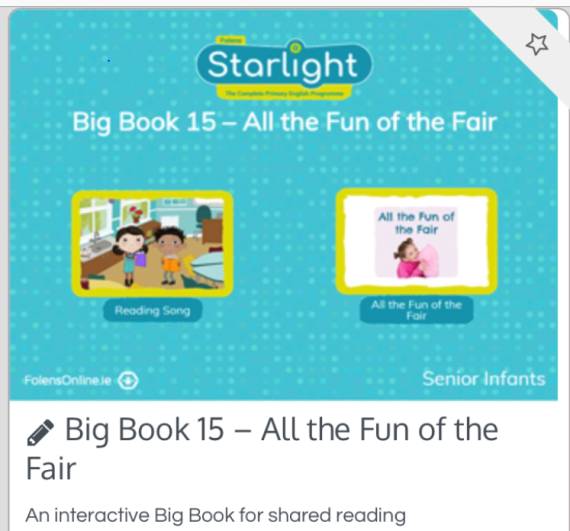 Folens
Starlight
The Complete Primary English Programme
Big Book 15 – All the Fun of the Fair
All the Fun of
the Fair
Reading Song
All the Fun of the
Fair
FolensOnline.ie
Senior Infants
Big Book 15 – All the Fun of the
Fair
An interactive Big Book for shared reading